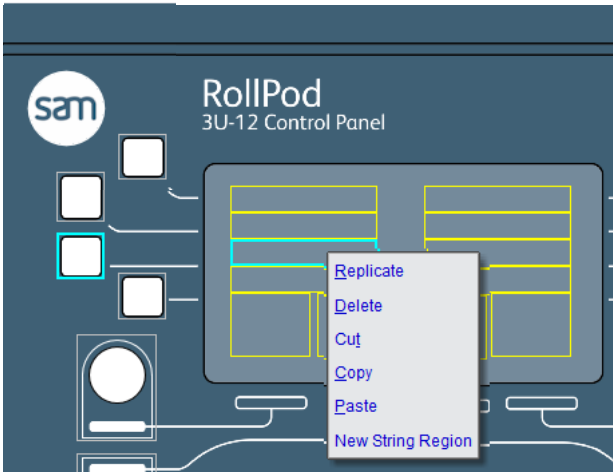 sam
RollPod
3U-12 Control Panel
Replicate
Delete
Cut
Copy
Paste
New String Region